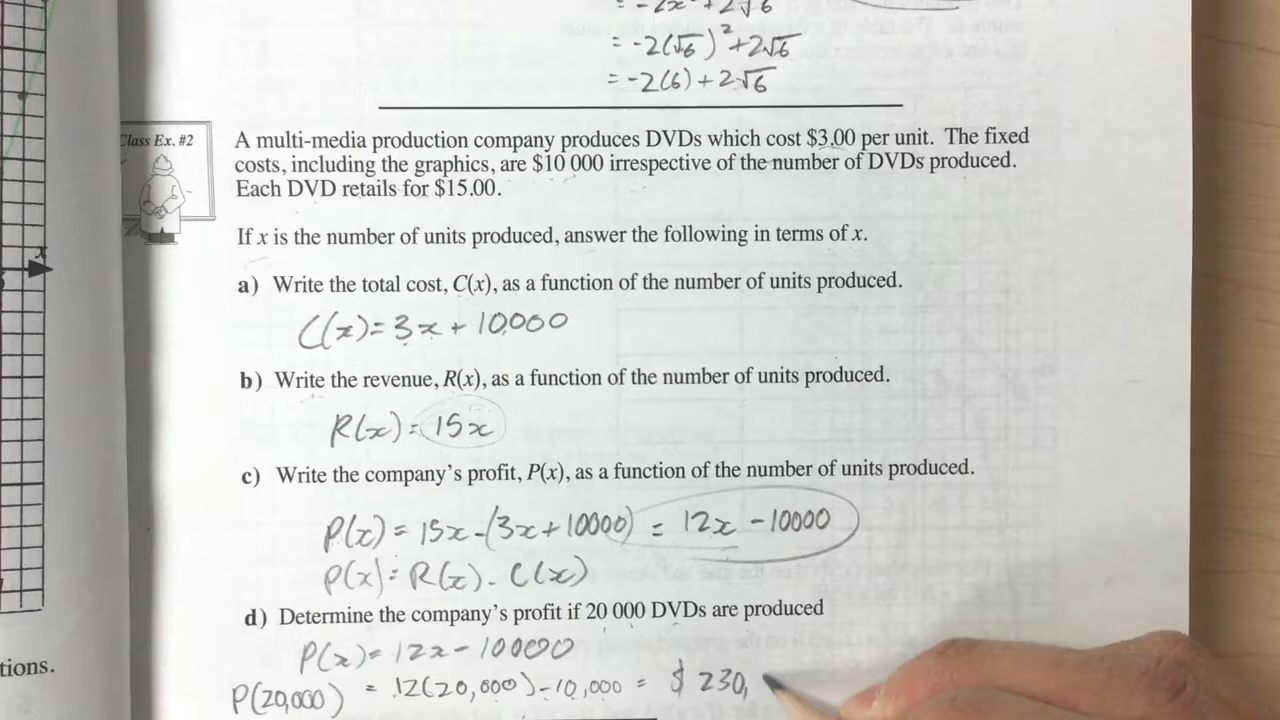 = -2x² + 2√6
= -2(√6)² + 2√6
= -2(6) + 2√6
Class Ex. #2
A multi-media production company produces DVDs which cost $3.00 per unit. The fixed
costs, including the graphics, are $10 000 irrespective of the number of DVDs produced.
Each DVD retails for $15.00.
If x is the number of units produced, answer the following in terms of x.
a) Write the total cost, C(x), as a function of the number of units produced.
C(x) = 3x + 10,000
b) Write the revenue, R(x), as a function of the number of units produced.
R(x) = 15x
c) Write the company's profit, P(x), as a function of the number of units produced.
P(x) = 15x - (3x + 10000) = 12x - 10000
P(x) = R(x) - C(x)
d) Determine the company's profit if 20 000 DVDs are produced
P(x) = 12x - 10000
P(20,000) = 12(20,000) - 10,000 = $ 230,
x
tions.